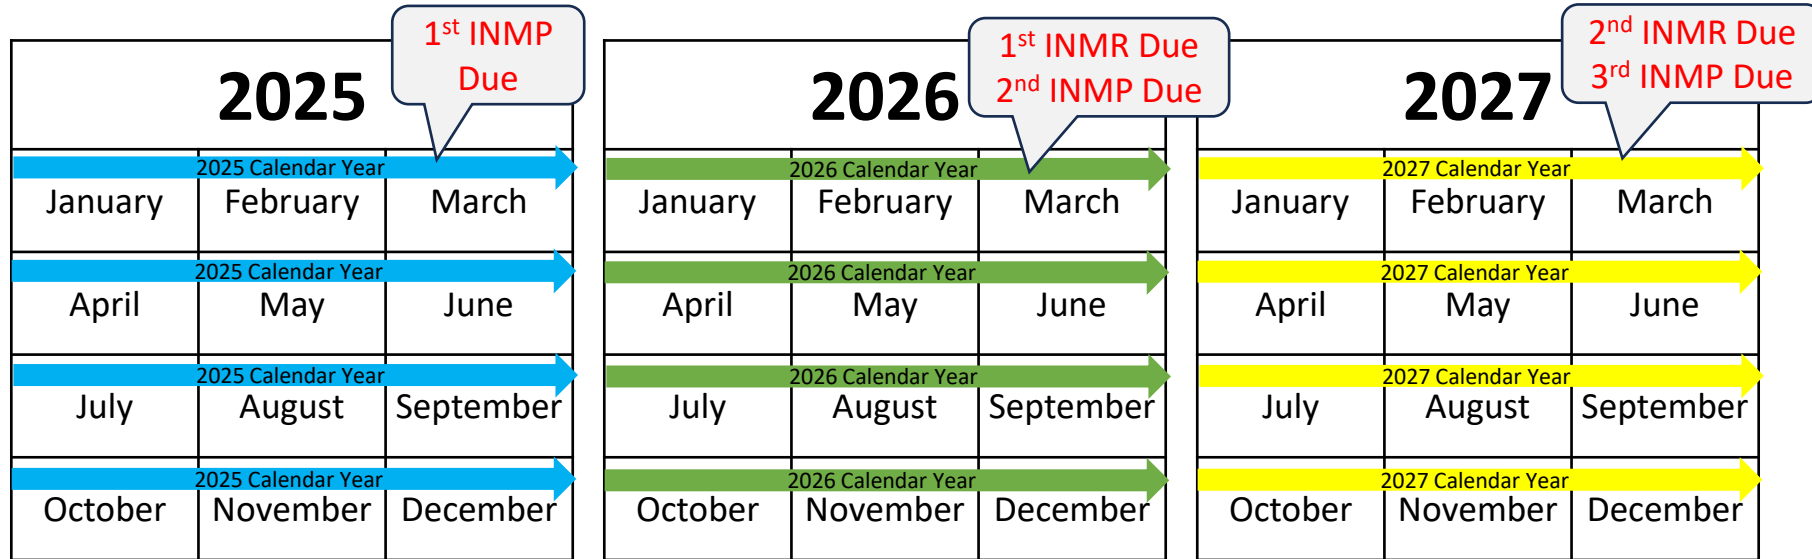 1st INMP
Due
2025
2025 Calendar Year
January February March
2025 Calendar Year
April May June
2025 Calendar Year
July August September
2025 Calendar Year
October November December
1st INMR Due
2nd INMP Due
2026
2026 Calendar Year
January February March
2026 Calendar Year
April May June
2026 Calendar Year
July August September
2026 Calendar Year
October November December
2nd INMR Due
3rd INMP Due
2027
2027 Calendar Year
January February March
2027 Calendar Year
April May June
2027 Calendar Year
July August September
2027 Calendar Year
October November December